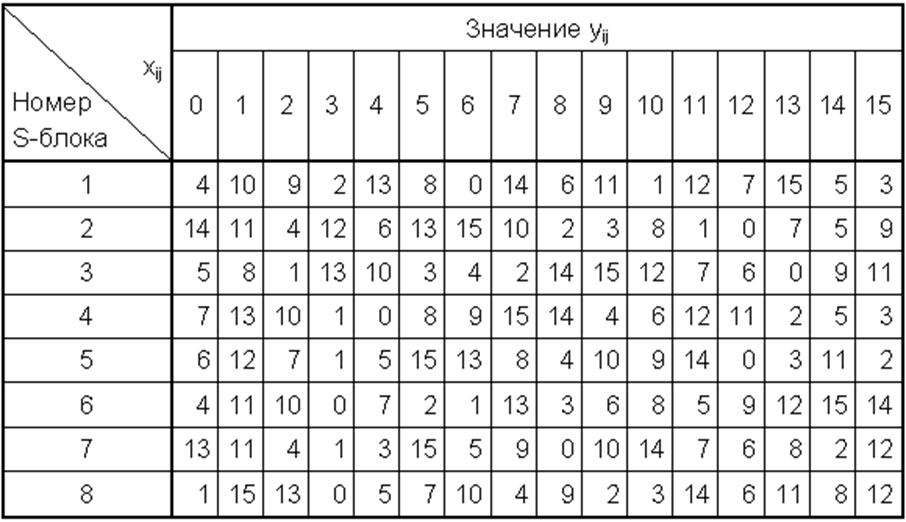 Значение yij
xij
Номер
S-блока
0 1 2 3 4 5 6 7 8 9 10 11 12 13 14 15
1 4 10 9 2 13 8 0 14 6 11 1 12 7 15 5 3
2 14 11 4 12 6 13 15 10 2 3 8 1 0 7 5 9
3 5 8 1 13 10 3 4 2 14 15 12 7 6 0 9 11
4 7 13 10 1 0 8 9 15 14 4 6 12 11 2 5 3
5 6 12 7 1 5 15 13 8 4 10 9 14 0 3 11 2
6 4 11 10 0 7 2 1 13 3 6 8 5 9 12 15 14
7 13 11 4 1 3 15 5 9 0 10 14 7 6 8 2 12
8 1 15 13 0 5 7 10 4 9 2 3 14 6 11 8 12